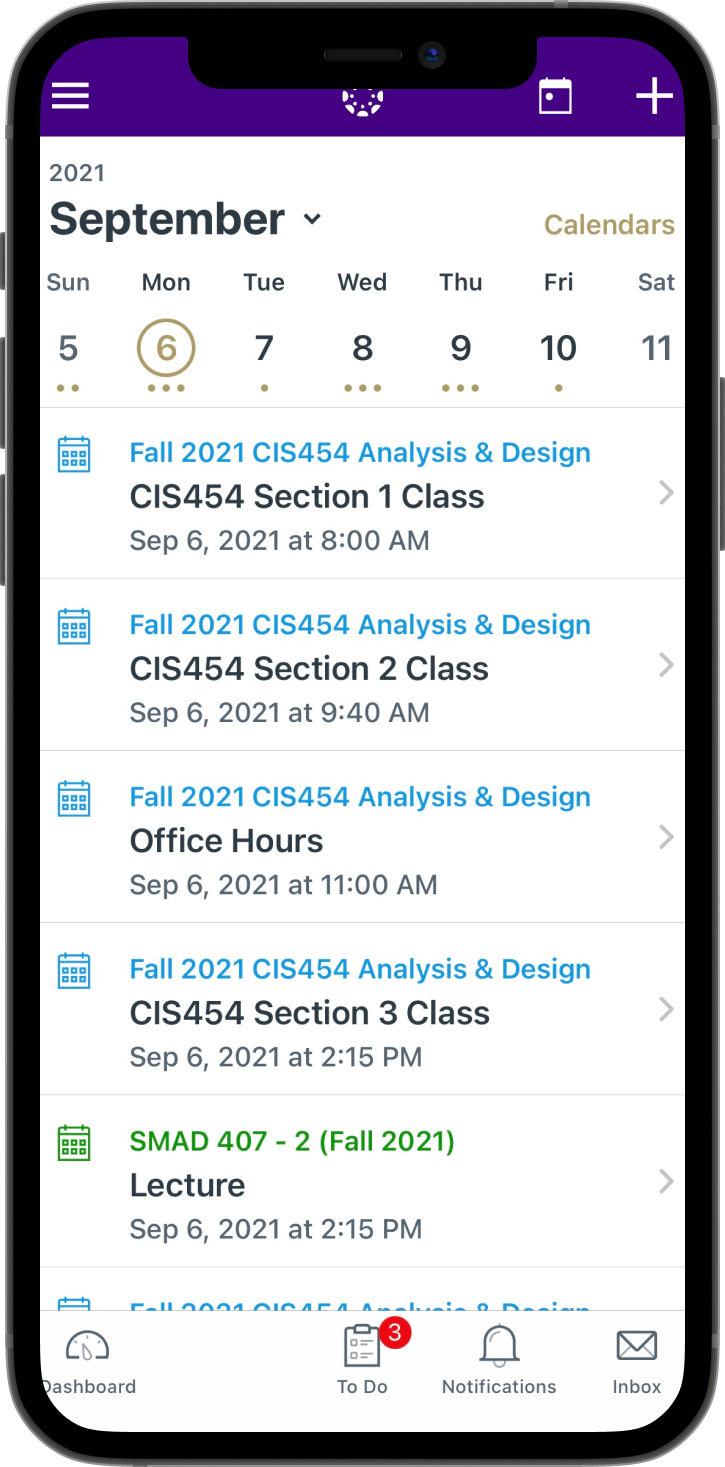 2021
September
Calendars
Sun Mon Tue Wed Thu Fri Sat
5 6 7 8 9 10 11
Fall 2021 CIS454 Analysis & Design
CIS454 Section 1 Class
Sep 6, 2021 at 8:00 AM
Fall 2021 CIS454 Analysis & Design
CIS454 Section 2 Class
Sep 6, 2021 at 9:40 AM
Fall 2021 CIS454 Analysis & Design
Office Hours
Sep 6, 2021 at 11:00 AM
Fall 2021 CIS454 Analysis & Design
CIS454 Section 3 Class
Sep 6, 2021 at 2:15 PM
SMAD 407 - 2 (Fall 2021)
Lecture
Sep 6, 2021 at 2:15 PM
Fall 2021 CIS454 Analysis & Design
3
Dashboard To Do Notifications Inbox